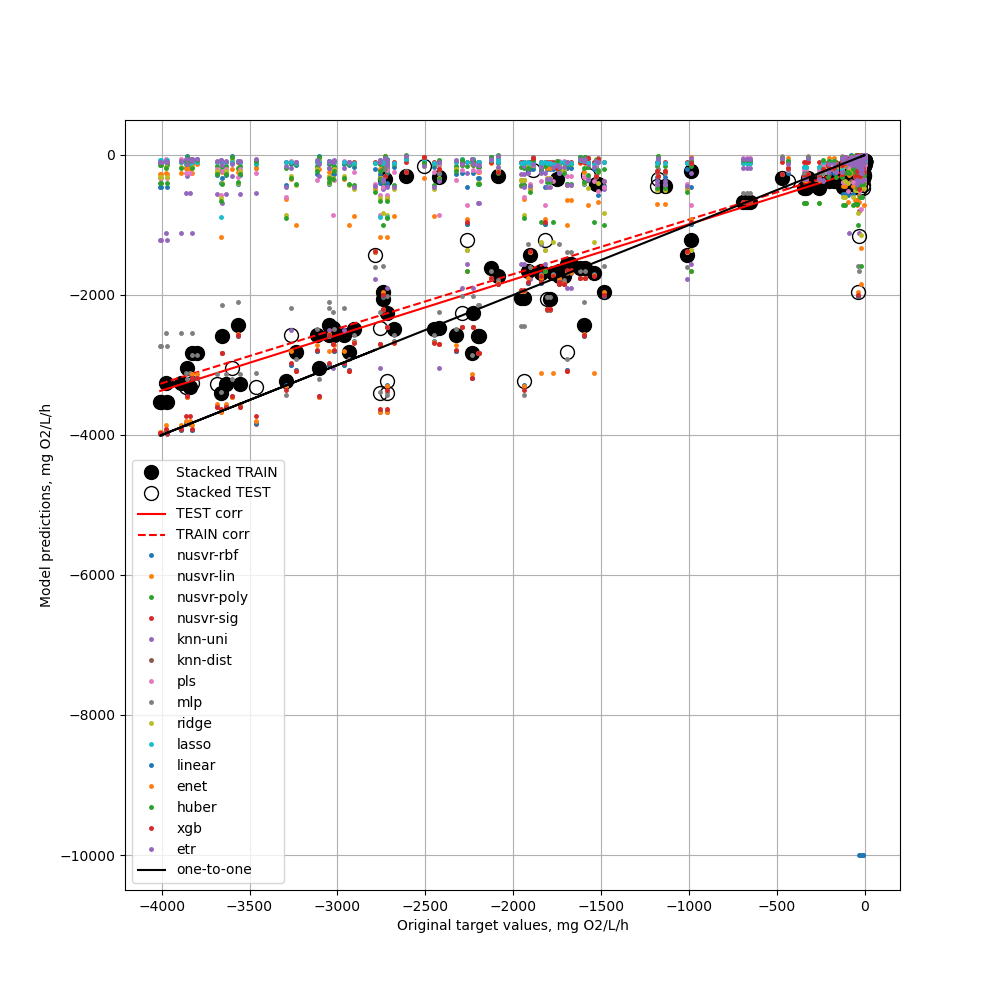 0
−2000
−4000
−6000
−8000
−10000
Model predictions, mg O2/L/h
Stacked TRAIN
Stacked TEST
TEST corr
TRAIN corr
nusvr-rbf
nusvr-lin
nusvr-poly
nusvr-sig
knn-uni
knn-dist
pls
mlp
ridge
lasso
linear
enet
huber
xgb
etr
one-to-one
−4000 −3500 −3000 −2500 −2000 −1500 −1000 −500 0
Original target values, mg O2/L/h